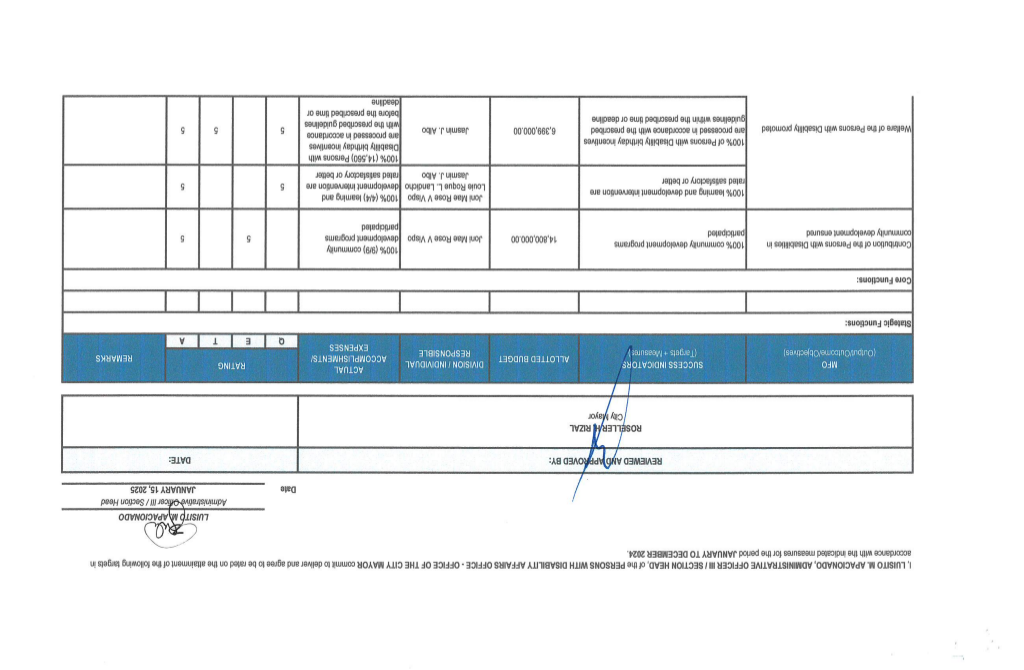 I, LUISITO M. APACIONADO, ADMINISTRATIVE OFFICER III / SECTION HEAD, of the PERSONS WITH DISABILITY AFFAIRS OFFICE - OFFICE OF THE CITY MAYOR commit to deliver and agree to be rated on the attainment of the following targets in
accordance with the indicated measures for the period JANUARY TO DECEMBER 2024.
LUISITO M. APACIONADO
Administrative Officer III / Section Head
Date JANUARY 15, 2025
REVIEWED AND APPROVED BY: DATE:
ROSELLER H. RIZAL
City Mayor
MFO
(Output/Outcome/Objectives)
SUCCESS INDICATORS
(Targets + Measures)
ALLOTTED BUDGET
DIVISION / INDIVIDUAL
RESPONSIBLE
ACTUAL
ACCOMPLISHMENTS/
EXPENSES
RATING
Q E T A
REMARKS
Stategic Functions:
Core Functions:
Contribution of the Persons with Disabilities in
community development ensured
100% community development programs
participated
14,800,000.00
Joni Mae Rose V Vispo
100% (9/9) community
development programs
participated
5 5
100% learning and development intervention are
rated satisfactory or better
Joni Mae Rose V Vispo
Louie Roque L. Landicho
Jasmin J. Albo
100% (4/4) learning and
development intervention are
rated satisfactory or better
5 5
Welfare of the Persons with Disability promoted
100% of Persons with Disability birthday incentives
are processed in accordance with the prescribed
guidelines within the prescribed time or deadline
6,399,000.00
Jasmin J. Albo
100% (14,560) Persons with
Disability birthday incentives
are processed in accordance
with the prescribed guidelines
before the prescribed time or
deadline
5 5 5